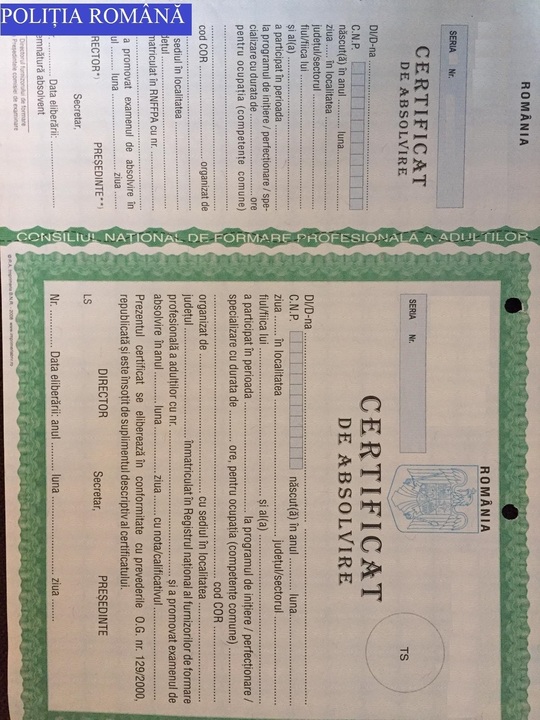 POLIȚIA ROMÂNĂ
ROMÂNIA
SERIA Nr.
CERTIFICAT
DE ABSOLVIRE
Dl/D-na
C.N.P.
născut(ă) în anul ........ luna
ziua ........ în localitatea
județul/sectorul
fiul/fiica lui
și al(a)
a participat în perioada
la programul de inițiere / perfecționare / spe-
cializare cu durata de ........ ore
pentru ocupația (competențe comune)
cod COR ........ organizat de
sediul în localitatea
matriculat în RNFFPA cu nr.
a promovat examenul de absolvire în
luna ........ ziua
RECTOR*) PREȘEDINTE**)
Secretar,
Data eliberării:
emnătură absolvent
CONSILIUL NAȚIONAL DE FORMARE PROFESIONALĂ A ADULȚILOR
ROMÂNIA
SERIA Nr.
TS
CERTIFICAT
DE ABSOLVIRE
Dl/D-na
C.N.P. născut(ă) în anul ........ luna
ziua ........ în localitatea ........ județul/sectorul
fiul/fiica lui ........ și al(a)
a participat în perioada ........ la programul de inițiere / perfecționare /
specializare cu durata de ........ ore, pentru ocupația (competențe comune)
cod COR
organizat de ........ cu sediul în localitatea
județul ........ înmatriculat în Registrul național al furnizorilor de formare
profesională a adulților cu nr. ........ și a promovat examenul de
absolvire în anul ........ luna ........ ziua ........ cu nota/calificativul
Prezentul certificat se eliberează în conformitate cu prevederile O.G. nr. 129/2000,
republicată și este însoțit de suplimentul descriptiv al certificatului.
DIRECTOR PREȘEDINTE
LS Secretar,
Nr. ........ Data eliberării: anul ........ luna ........ ziua ........